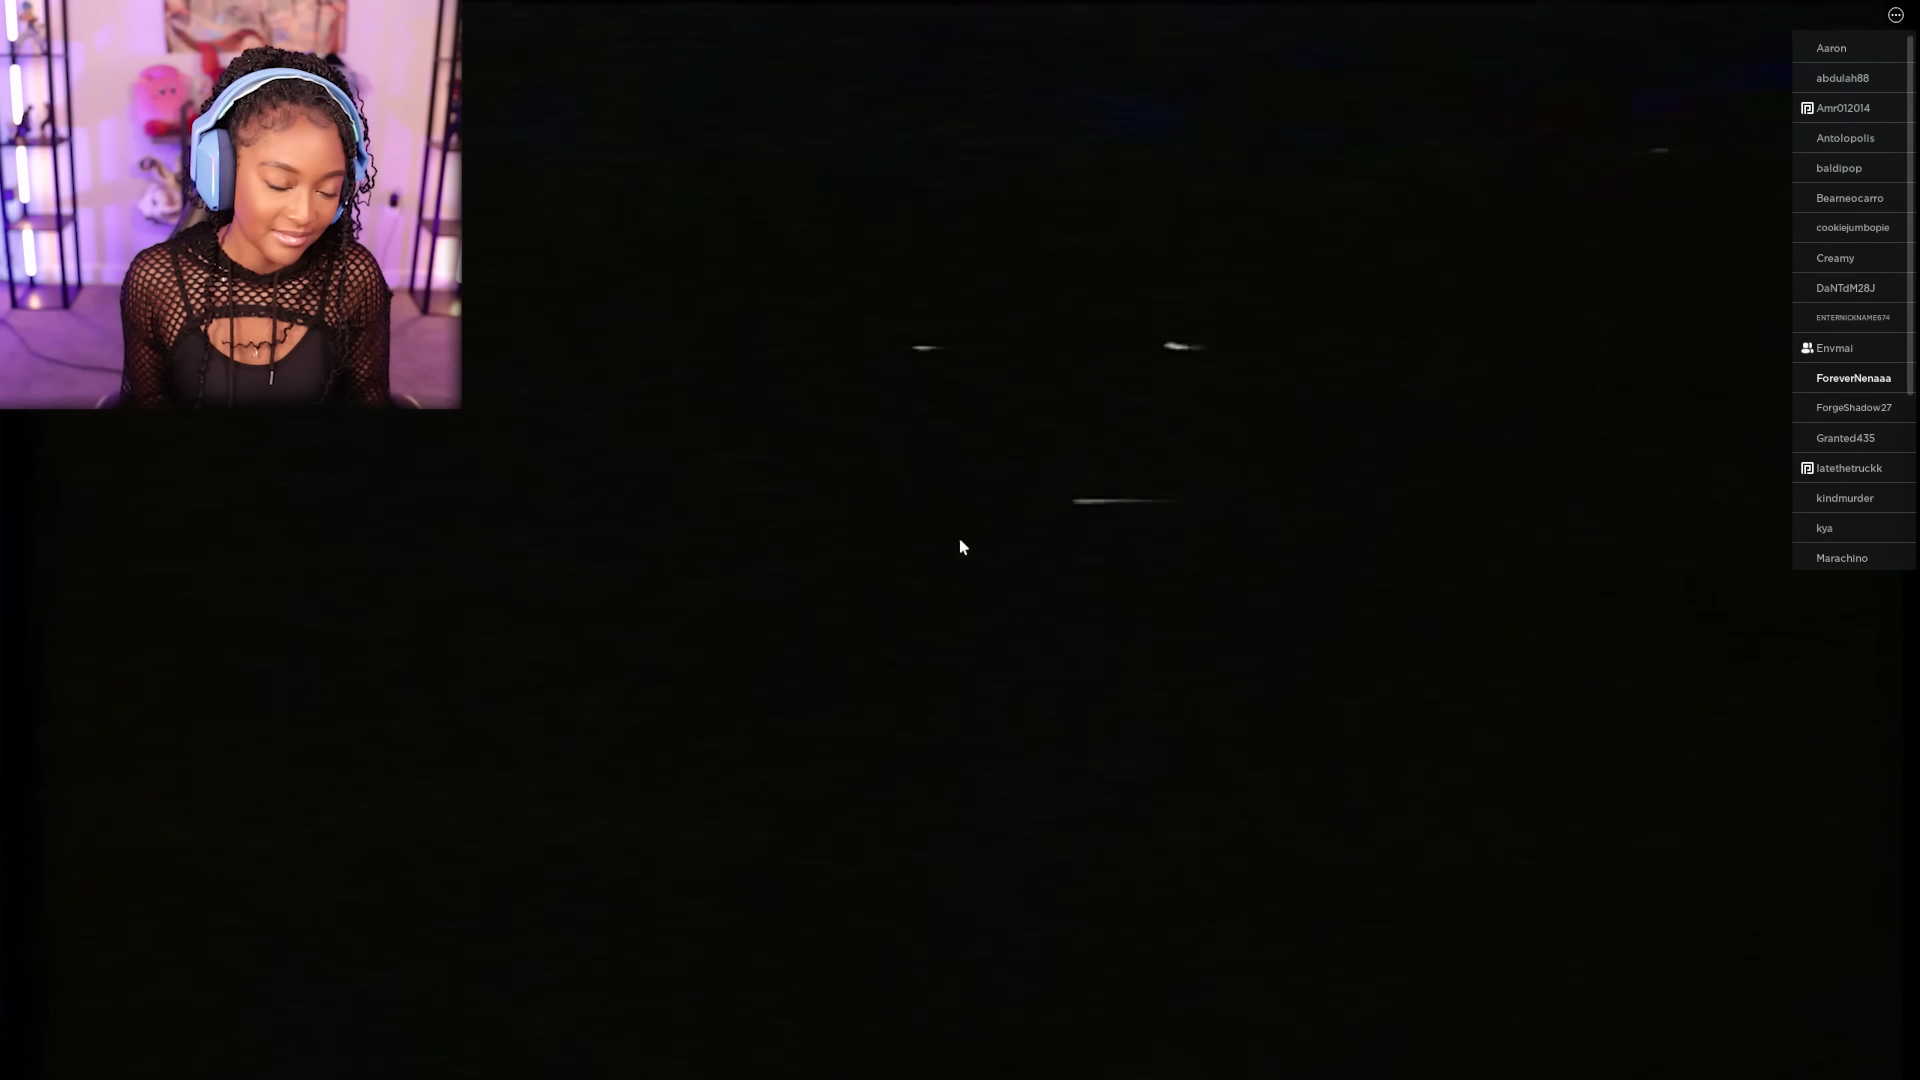 Aaron
abdulah88
Amr012014
Antolopolis
baldipop
Bearneocarro
cookiejumbopie
Creamy
DaNTdM28J
ENTERNICKNAME674
Envmai
ForeverNenaaa
ForgeShadow27
Granted435
latethetruckk
kindmurder
kya
Marachino